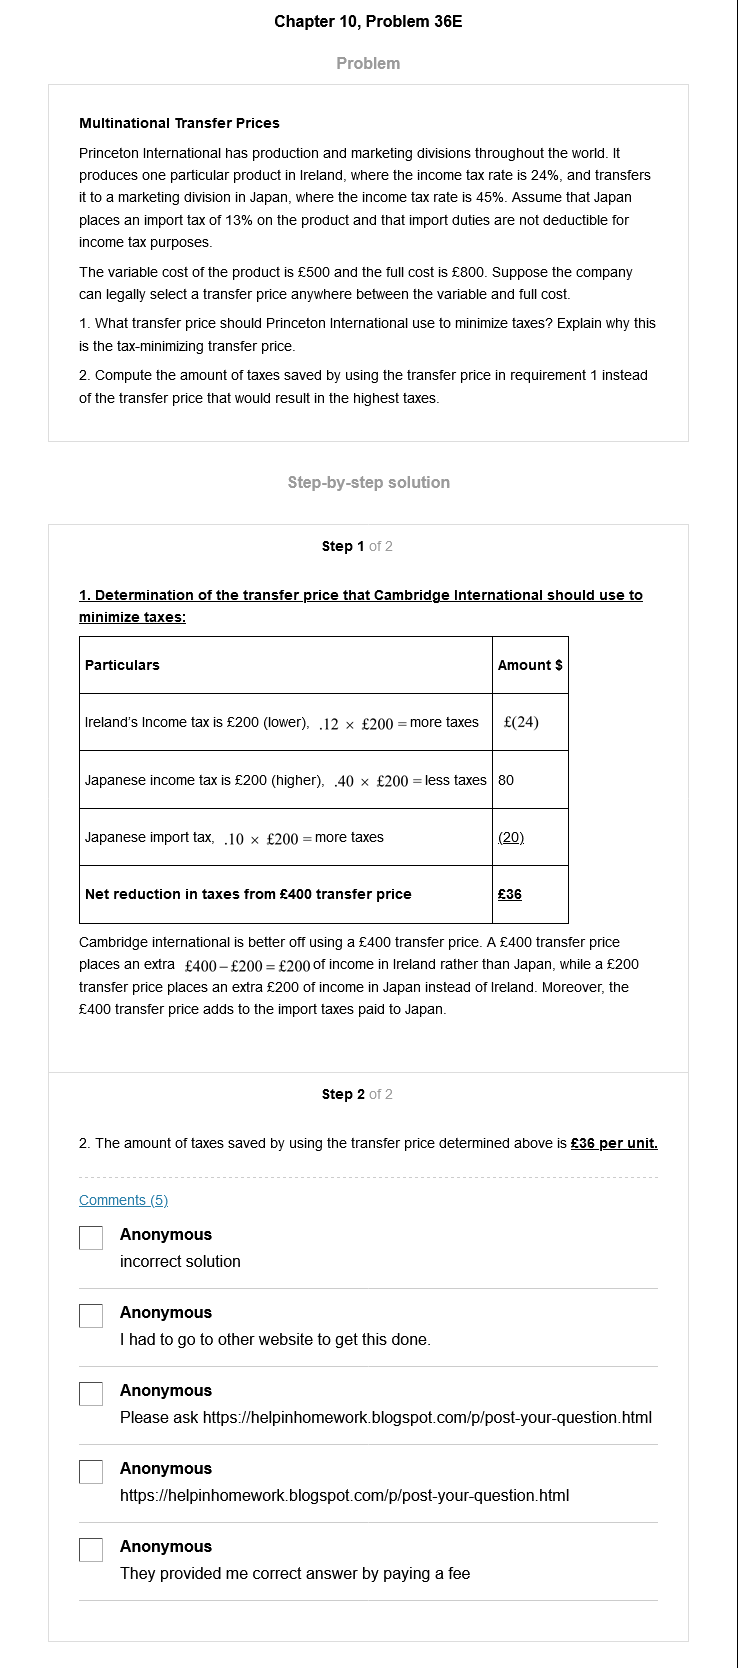 Chapter 10, Problem 36E
Problem
Multinational Transfer Prices
Princeton International has production and marketing divisions throughout the world. It
produces one particular product in Ireland, where the income tax rate is 24%, and transfers
it to a marketing division in Japan, where the income tax rate is 45%. Assume that Japan
places an import tax of 13% on the product and that import duties are not deductible for
income tax purposes.
The variable cost of the product is £500 and the full cost is £800. Suppose the company
can legally select a transfer price anywhere between the variable and full cost.
1. What transfer price should Princeton International use to minimize taxes? Explain why this
is the tax-minimizing transfer price.
2. Compute the amount of taxes saved by using the transfer price in requirement 1 instead
of the transfer price that would result in the highest taxes.
Step-by-step solution
Step 1 of 2
1. Determination of the transfer price that Cambridge International should use to
minimize taxes:
Particulars Amount $
Ireland's Income tax is £200 (lower), .12 × £200 = more taxes £(24)
Japanese income tax is £200 (higher), .40 × £200 = less taxes 80
Japanese import tax, .10 × £200 = more taxes (20)
Net reduction in taxes from £400 transfer price £36
Cambridge international is better off using a £400 transfer price. A £400 transfer price
places an extra £400 – £200 = £200 of income in Ireland rather than Japan, while a £200
transfer price places an extra £200 of income in Japan instead of Ireland. Moreover, the
£400 transfer price adds to the import taxes paid to Japan.
Step 2 of 2
2. The amount of taxes saved by using the transfer price determined above is £36 per unit.
Comments (5)
Anonymous
incorrect solution
Anonymous
I had to go to other website to get this done.
Anonymous
Please ask https://helpinhomework.blogspot.com/p/post-your-question.html
Anonymous
https://helpinhomework.blogspot.com/p/post-your-question.html
Anonymous
They provided me correct answer by paying a fee